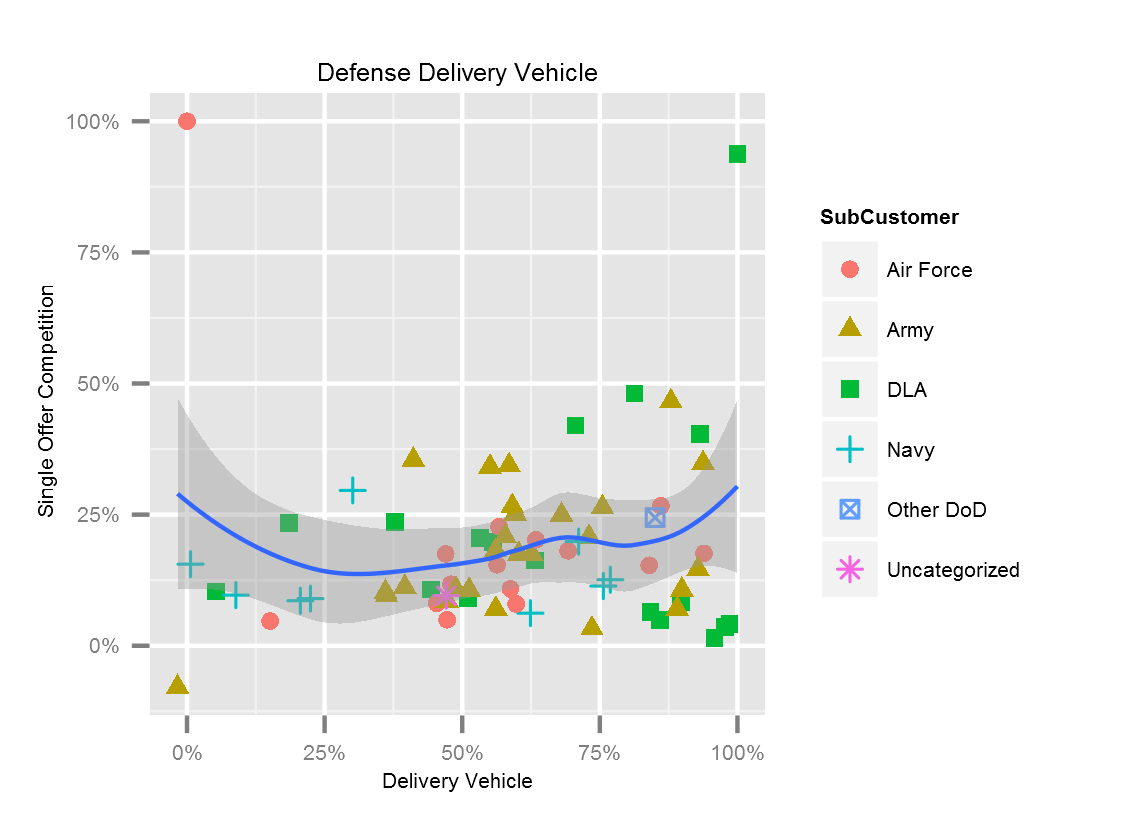 Defense Delivery Vehicle
100%
75%
50%
25%
0%
Single Offer Competition
0% 25% 50% 75% 100%
Delivery Vehicle
SubCustomer
Air Force
Army
DLA
Navy
Other DoD
Uncategorized